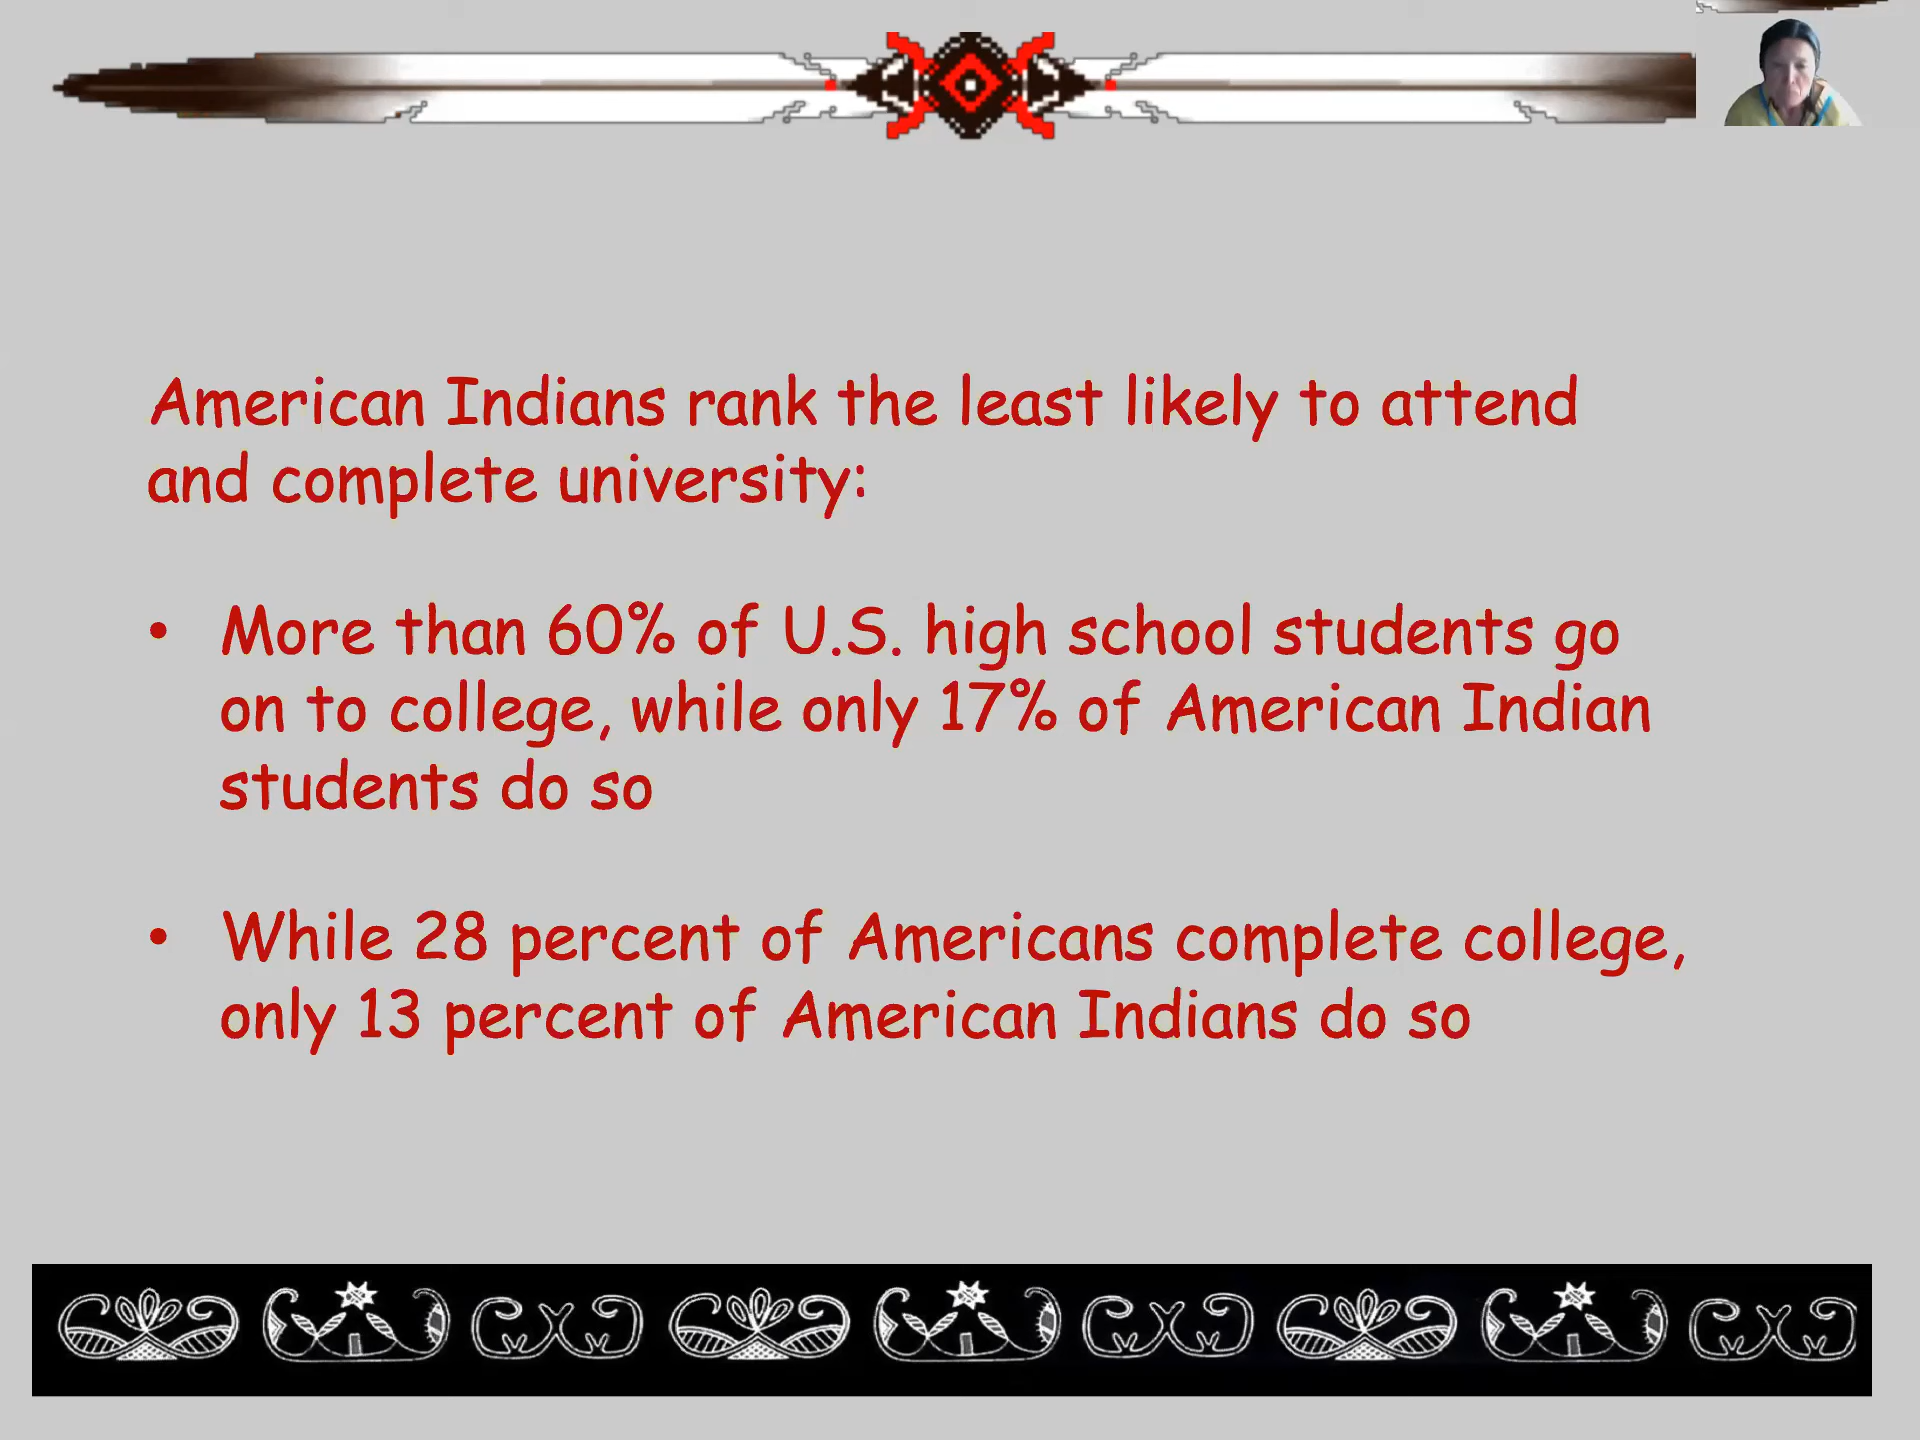 American Indians rank the least likely to attend
and complete university:
• More than 60% of U.S. high school students go
on to college, while only 17% of American Indian
students do so
• While 28 percent of Americans complete college,
only 13 percent of American Indians do so